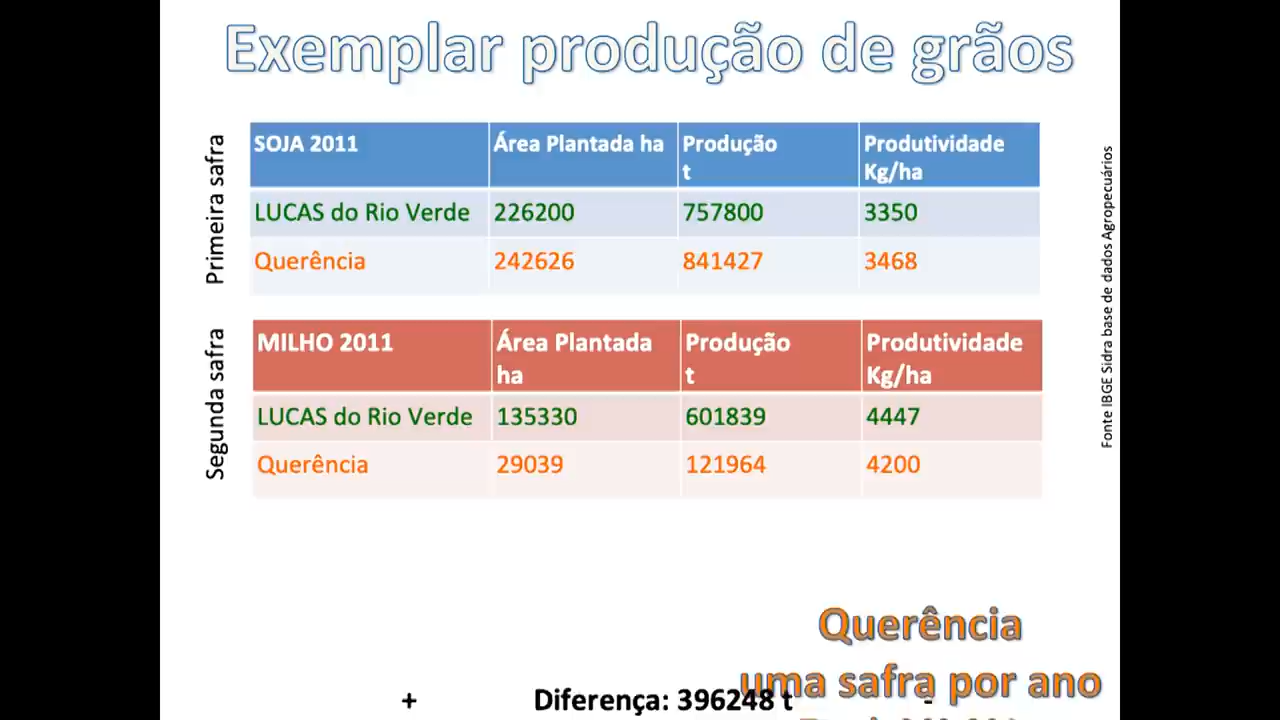 Exemplar produção de grãos
Primeira safra
SOJA 2011 Área Plantada ha Produção t Produtividade Kg/ha
LUCAS do Rio Verde 226200 757800 3350
Querência 242626 841427 3468
Segunda safra
MILHO 2011 Área Plantada ha Produção t Produtividade Kg/ha
LUCAS do Rio Verde 135330 601839 4447
Querência 29039 121964 4200
Fonte IBGE Sidra base de dados Agropecuários
Querência
uma safra por ano
+ Diferença: 396248 t -